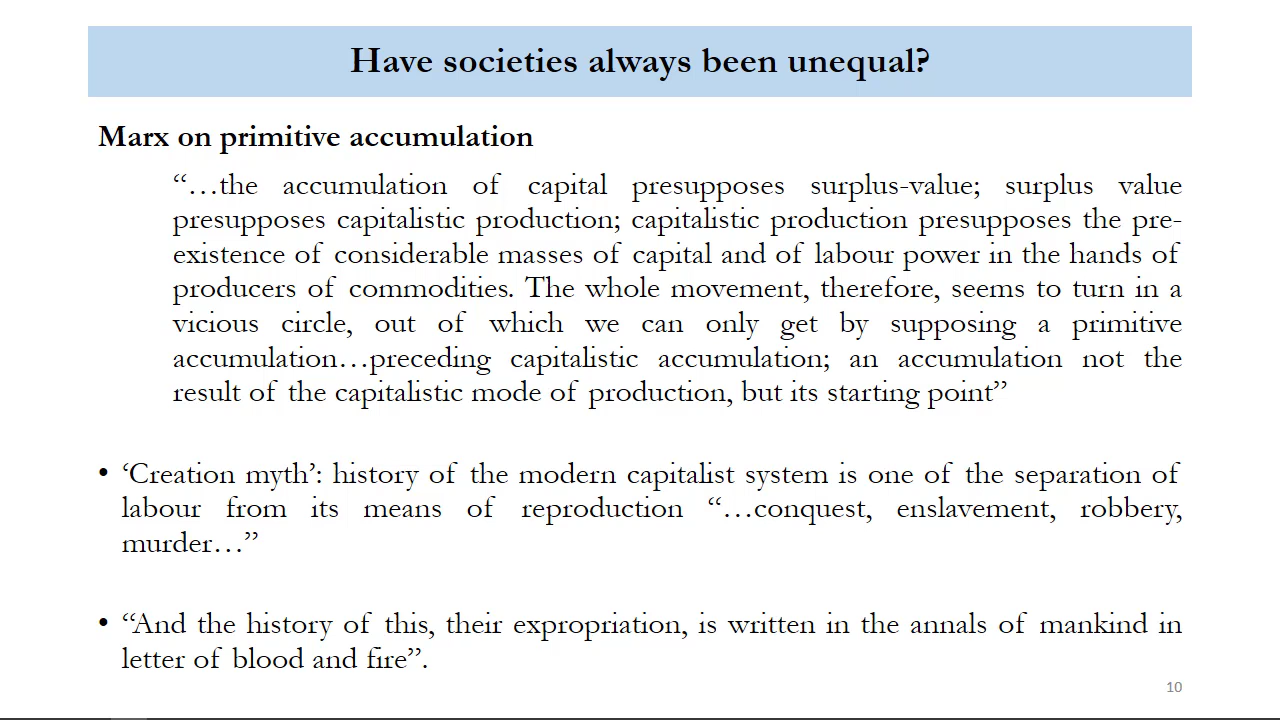 Have societies always been unequal?
Marx on primitive accumulation
“…the accumulation of capital presupposes surplus-value; surplus value
presupposes capitalistic production; capitalistic production presupposes the pre-
existence of considerable masses of capital and of labour power in the hands of
producers of commodities. The whole movement, therefore, seems to turn in a
vicious circle, out of which we can only get by supposing a primitive
accumulation…preceding capitalistic accumulation; an accumulation not the
result of the capitalistic mode of production, but its starting point”
• ‘Creation myth’: history of the modern capitalist system is one of the separation of
labour from its means of reproduction “…conquest, enslavement, robbery,
murder…”
• “And the history of this, their expropriation, is written in the annals of mankind in
letter of blood and fire”.
10